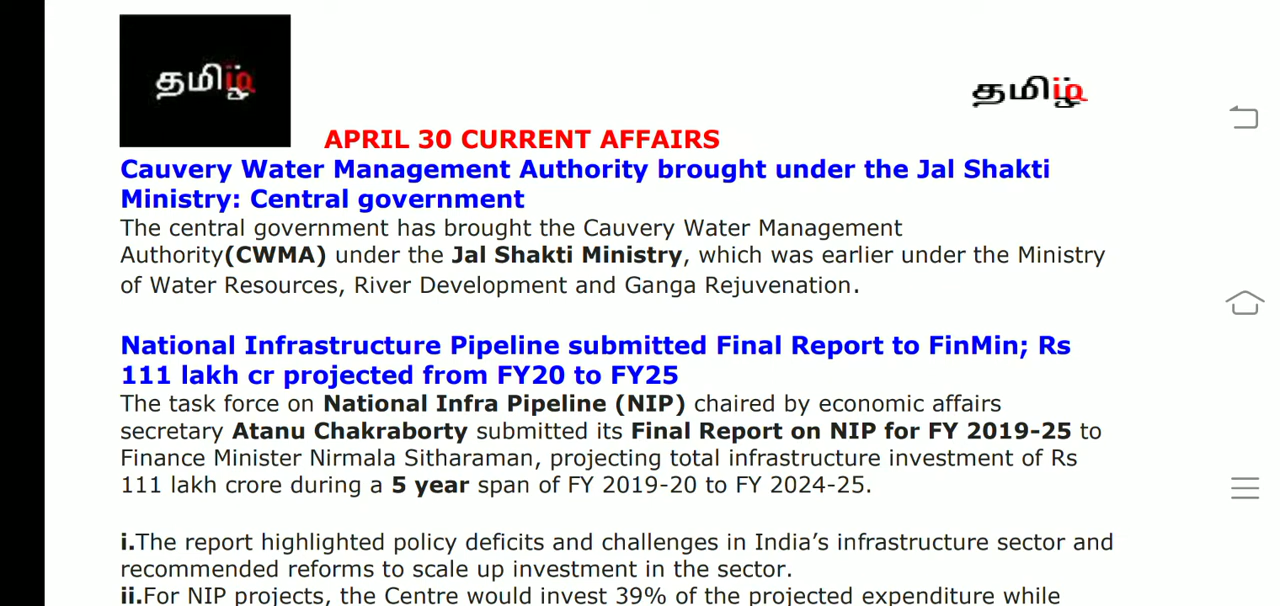 தமிழ்
தமிழ்
APRIL 30 CURRENT AFFAIRS
Cauvery Water Management Authority brought under the Jal Shakti
Ministry: Central government
The central government has brought the Cauvery Water Management
Authority(CWMA) under the Jal Shakti Ministry, which was earlier under the Ministry
of Water Resources, River Development and Ganga Rejuvenation.
National Infrastructure Pipeline submitted Final Report to FinMin; Rs
111 lakh cr projected from FY20 to FY25
The task force on National Infra Pipeline (NIP) chaired by economic affairs
secretary Atanu Chakraborty submitted its Final Report on NIP for FY 2019-25 to
Finance Minister Nirmala Sitharaman, projecting total infrastructure investment of Rs
111 lakh crore during a 5 year span of FY 2019-20 to FY 2024-25.
i.The report highlighted policy deficits and challenges in India’s infrastructure sector and
recommended reforms to scale up investment in the sector.
ii.For NIP projects, the Centre would invest 39% of the projected expenditure while